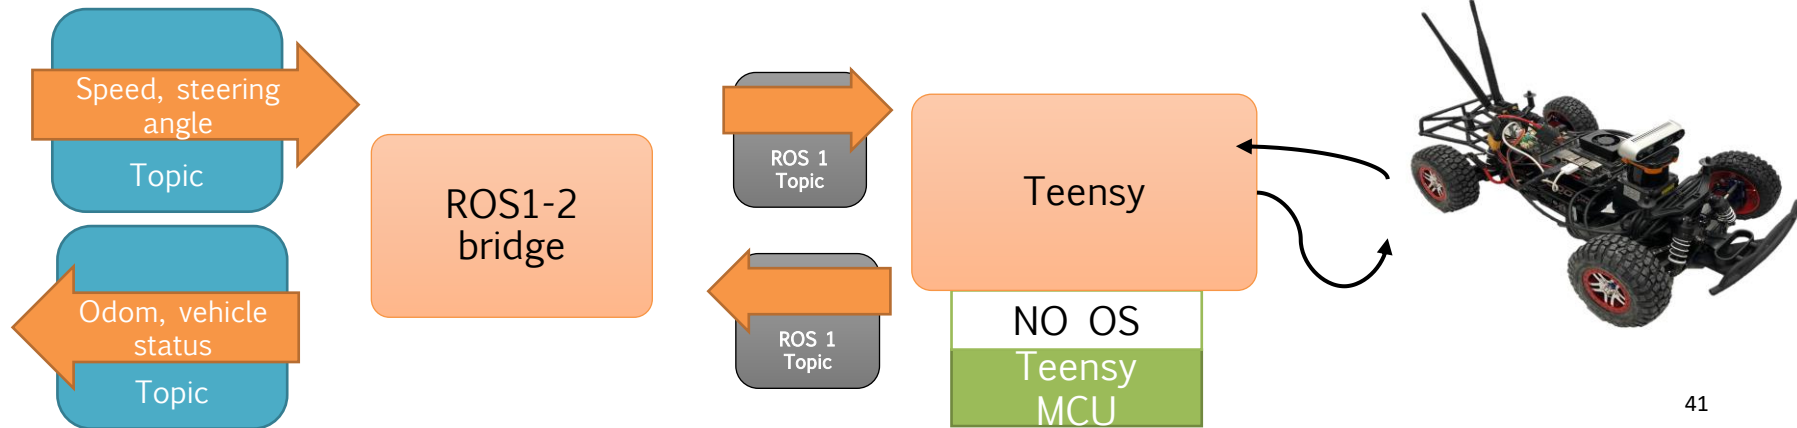 Speed, steering
angle
Topic
Odom, vehicle
status
Topic
ROS1-2
bridge
ROS 1
Topic
ROS 1
Topic
Teensy
NO OS
Teensy
MCU
41